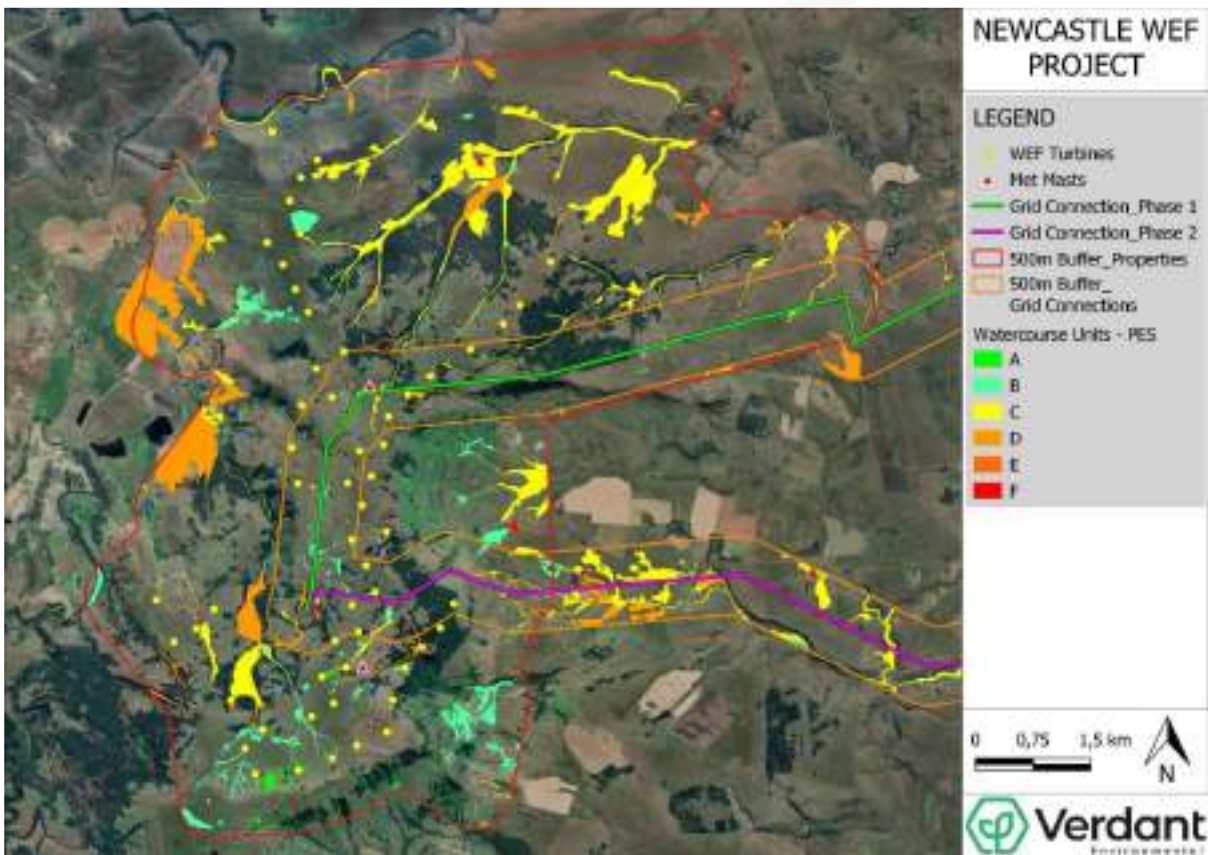 NEWCASTLE WEF
PROJECT
LEGEND
WEF Turbines
Met Masts
Grid Connection_Phase 1
Grid Connection_Phase 2
500m Buffer_Properties
500m Buffer_
Grid Connections
Watercourse Units - PES
A
B
C
D
E
F
0 0,75 1,5 km
N
Verdant
Environmental